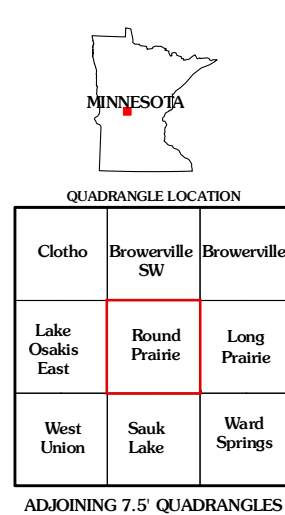 MINNESOTA
QUADRANGLE LOCATION
Clotho
Browerville
SW
Browerville
Lake
Osakis
East
Round
Prairie
Long
Prairie
West
Union
Sauk
Lake
Ward
Springs
ADJOINING 7.5' QUADRANGLES